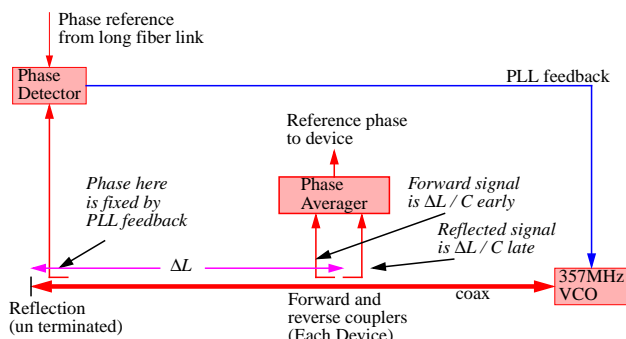 Phase reference
from long fiber link
Phase
Detector
PLL feedback
Reference phase
to device
Phase here
is fixed by
PLL feedback
Phase
Averager
Forward signal
is ΔL / C early
Reflected signal
is ΔL / C late
ΔL
Reflection
(un terminated)
Forward and
reverse couplers
(Each Device)
coax
357MHz
VCO